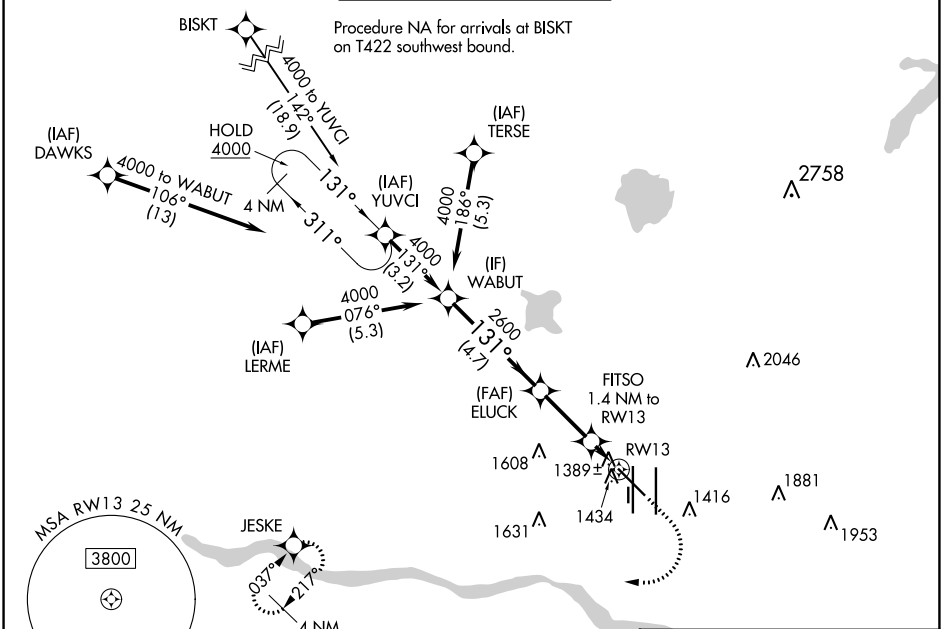 BISKT
Procedure NA for arrivals at BISKT
on T422 southwest bound.
4000 to YUVCI
142°
(18.9)
(IAF)
TERSE
4000
186°
(5.3)
(IAF)
DAWKS
4000 to WABUT
106°
(13)
HOLD
4000
4 NM
131°
311°
(IAF)
YUVCI
4000
131°
(3.2)
2758
(IF)
WABUT
4000
076°
(5.3)
(IAF)
LERME
2600
131°
(4.7)
2046
(FAF)
ELUCK
FITSO
1.4 NM to
RW13
RW13
1608
1389±
1434
1631
1416
1881
1953
MSA RW13 25 NM
3800
JESKE
037°
217°
4 NM